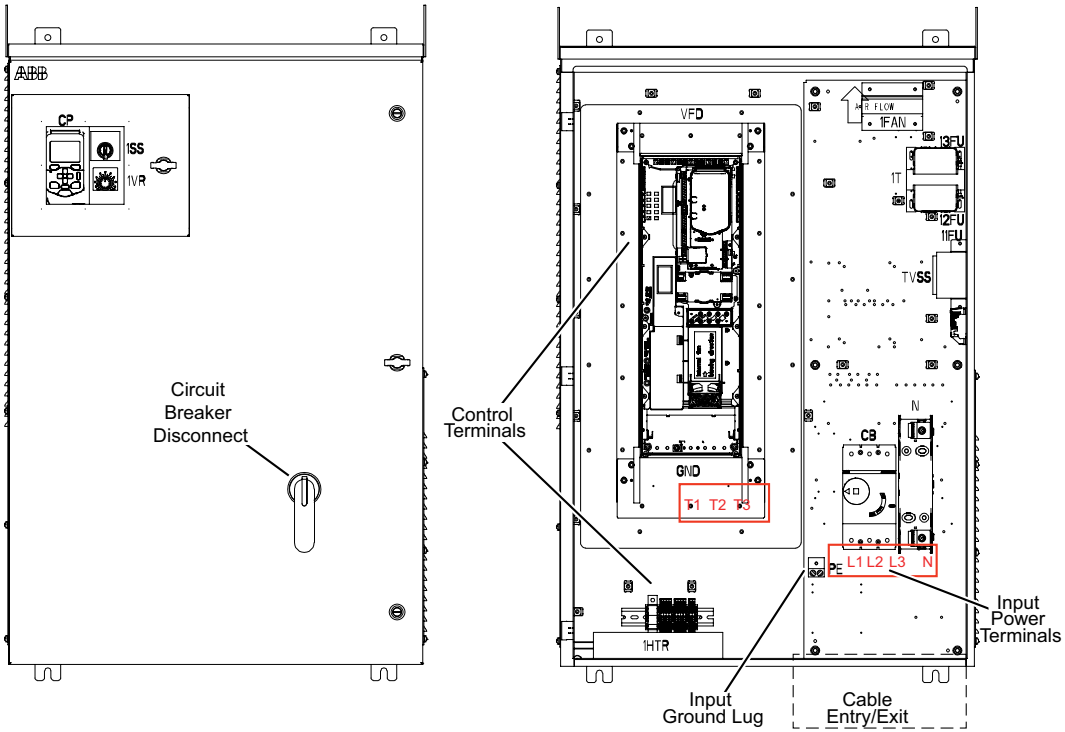 ABB
CP
1SS
1VR
Circuit
Breaker
Disconnect
VFD
AIR FLOW
1FAN
13FU
1T
12FU
11FU
TVSS
Control
Terminals
N
CB
GND
T1 T2 T3
L1 L2 L3 N
PE
Input
Power
Terminals
1HTR
Input
Ground Lug
Cable
Entry/Exit